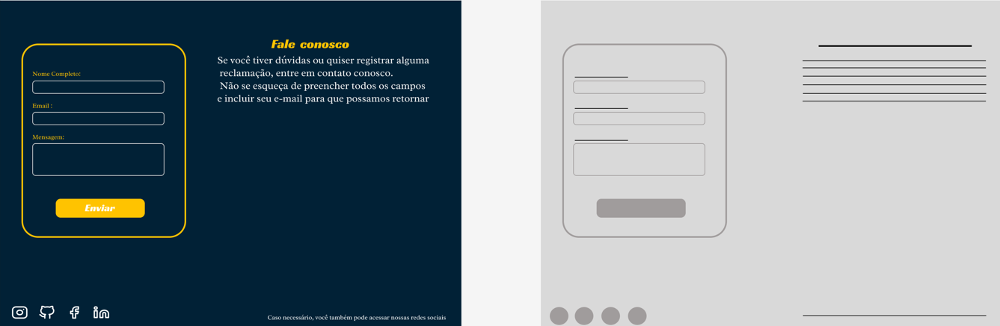 Fale conosco
Se você tiver dúvidas ou quiser registrar alguma
reclamação, entre em contato conosco.
Não se esqueça de preencher todos os campos
e incluir seu e-mail para que possamos retornar
Nome Completo:
Email :
Mensagem:
Enviar
Caso necessário, você também pode acessar nossas redes sociais